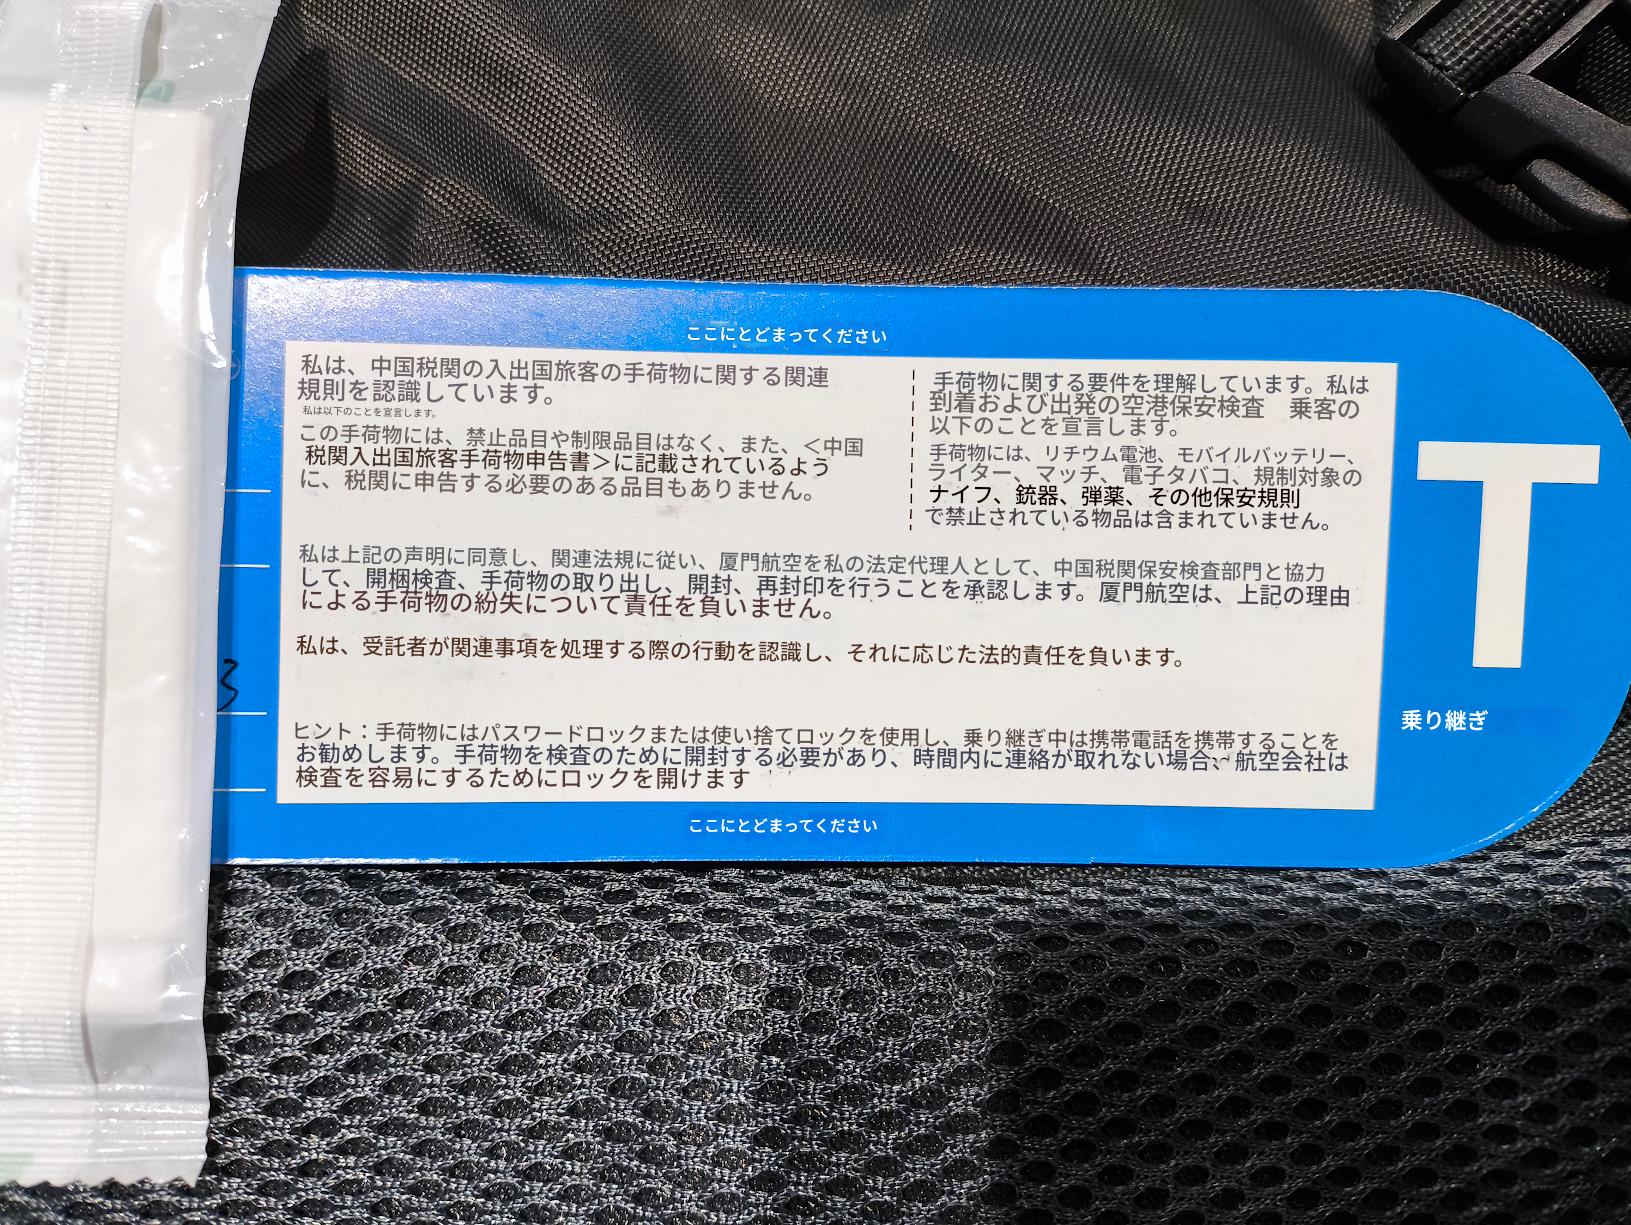 ここにとどまってください
私は、中国税関の入出国旅客の手荷物に関する関連
規則を認識しています。
私は以下のことを宣言します。
この手荷物には、禁止品目や制限品目はなく、また、＜中国
税関入出国旅客手荷物申告書＞に記載されているよう
に、税関に申告する必要のある品目もありません。
手荷物に関する要件を理解しています。私は
到着および出発の空港保安検査 乗客の
以下のことを宣言します。
手荷物には、リチウム電池、モバイルバッテリー、
ライター、マッチ、電子タバコ、規制対象の
ナイフ、銃器、弾薬、その他保安規則
で禁止されている物品は含まれていません。
私は上記の声明に同意し、関連法規に従い、厦門航空を私の法定代理人として、中国税関保安検査部門と協力
して、開梱検査、手荷物の取り出し、開封、再封印を行うことを承認します。厦門航空は、上記の理由
による手荷物の紛失について責任を負いません。
私は、受託者が関連事項を処理する際の行動を認識し、それに応じた法的責任を負います。
ヒント：手荷物にはパスワードロックまたは使い捨てロックを使用し、乗り継ぎ中は携帯電話を携帯することを
お勧めします。手荷物を検査のために開封する必要があり、時間内に連絡が取れない場合、航空会社は
検査を容易にするためにロックを開けます
ここにとどまってください
T
乗り継ぎ
3